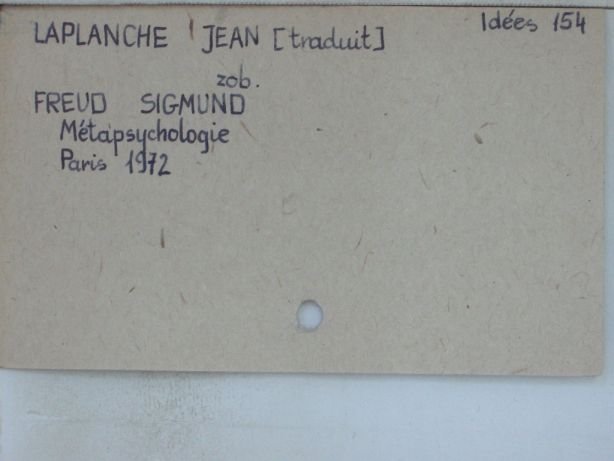 Idées 154
LAPLANCHE JEAN [traduit]
zob.
FREUD SIGMUND
Métapsychologie
Paris 1972